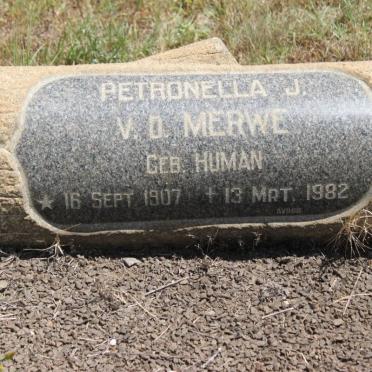 PETRONELLA J.
V. D. MERWE
GEB. HUMAN
★ 16 SEPT 1907 + 13 MRT. 1982